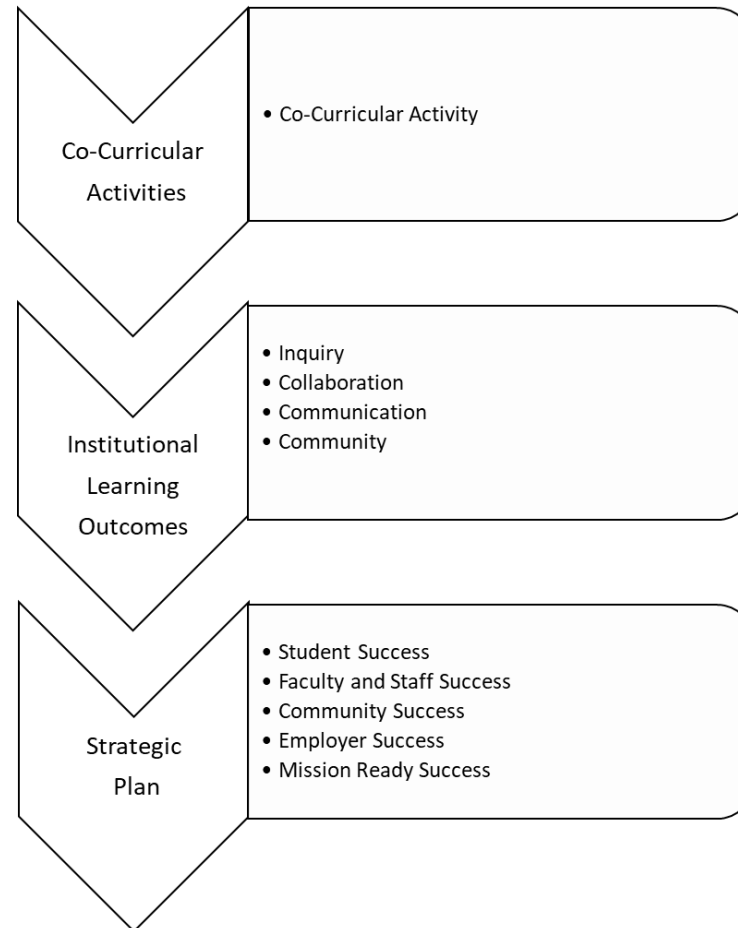 Co-Curricular
Activities
• Co-Curricular Activity
Institutional
Learning
Outcomes
• Inquiry
• Collaboration
• Communication
• Community
Strategic
Plan
• Student Success
• Faculty and Staff Success
• Community Success
• Employer Success
• Mission Ready Success